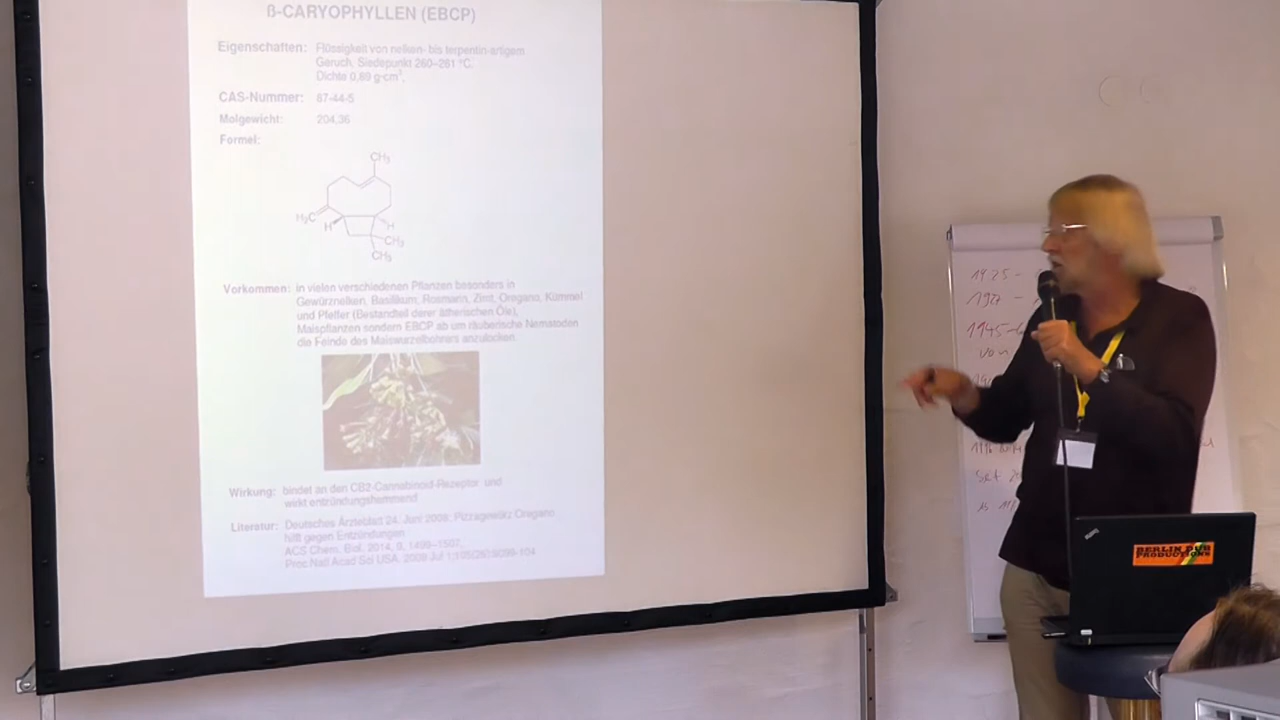 ß-CARYOPHYLLEN (EBCP)
Eigenschaften: Flüssigkeit von nelken- bis terpentin-artigem
Geruch, Siedepunkt 260–261 °C.
Dichte 0,89 g·cm³,
CAS-Nummer: 87-44-5
Molgewicht: 204,36
Formel:
CH₃
H₂C
H
H
CH₃
CH₃
Vorkommen: in vielen verschiedenen Pflanzen besonders in
Gewürznelken, Basilikum, Rosmarin, Zimt, Oregano, Kümmel
und Pfeffer (Bestandteil derer ätherischen Öle),
Maispflanzen sondern EBCP ab um räuberische Nematoden
die Feinde des Maiswurzelbohrers anzulocken.
Wirkung: bindet an den CB2-Cannabinoid-Rezeptor und
wirkt entzündungshemmend
Literatur: Deutsches Ärzteblatt 24. Juni 2008: Pizzagewürz Oregano
hilft gegen Entzündungen
ACS Chem. Biol. 2014, 9, 1499–1507.
Proc Natl Acad Sci USA. 2008 Jul 1;105(26):9099-104
1925 -
1945-
von
BERLIN DUB
PRODUCTIONS